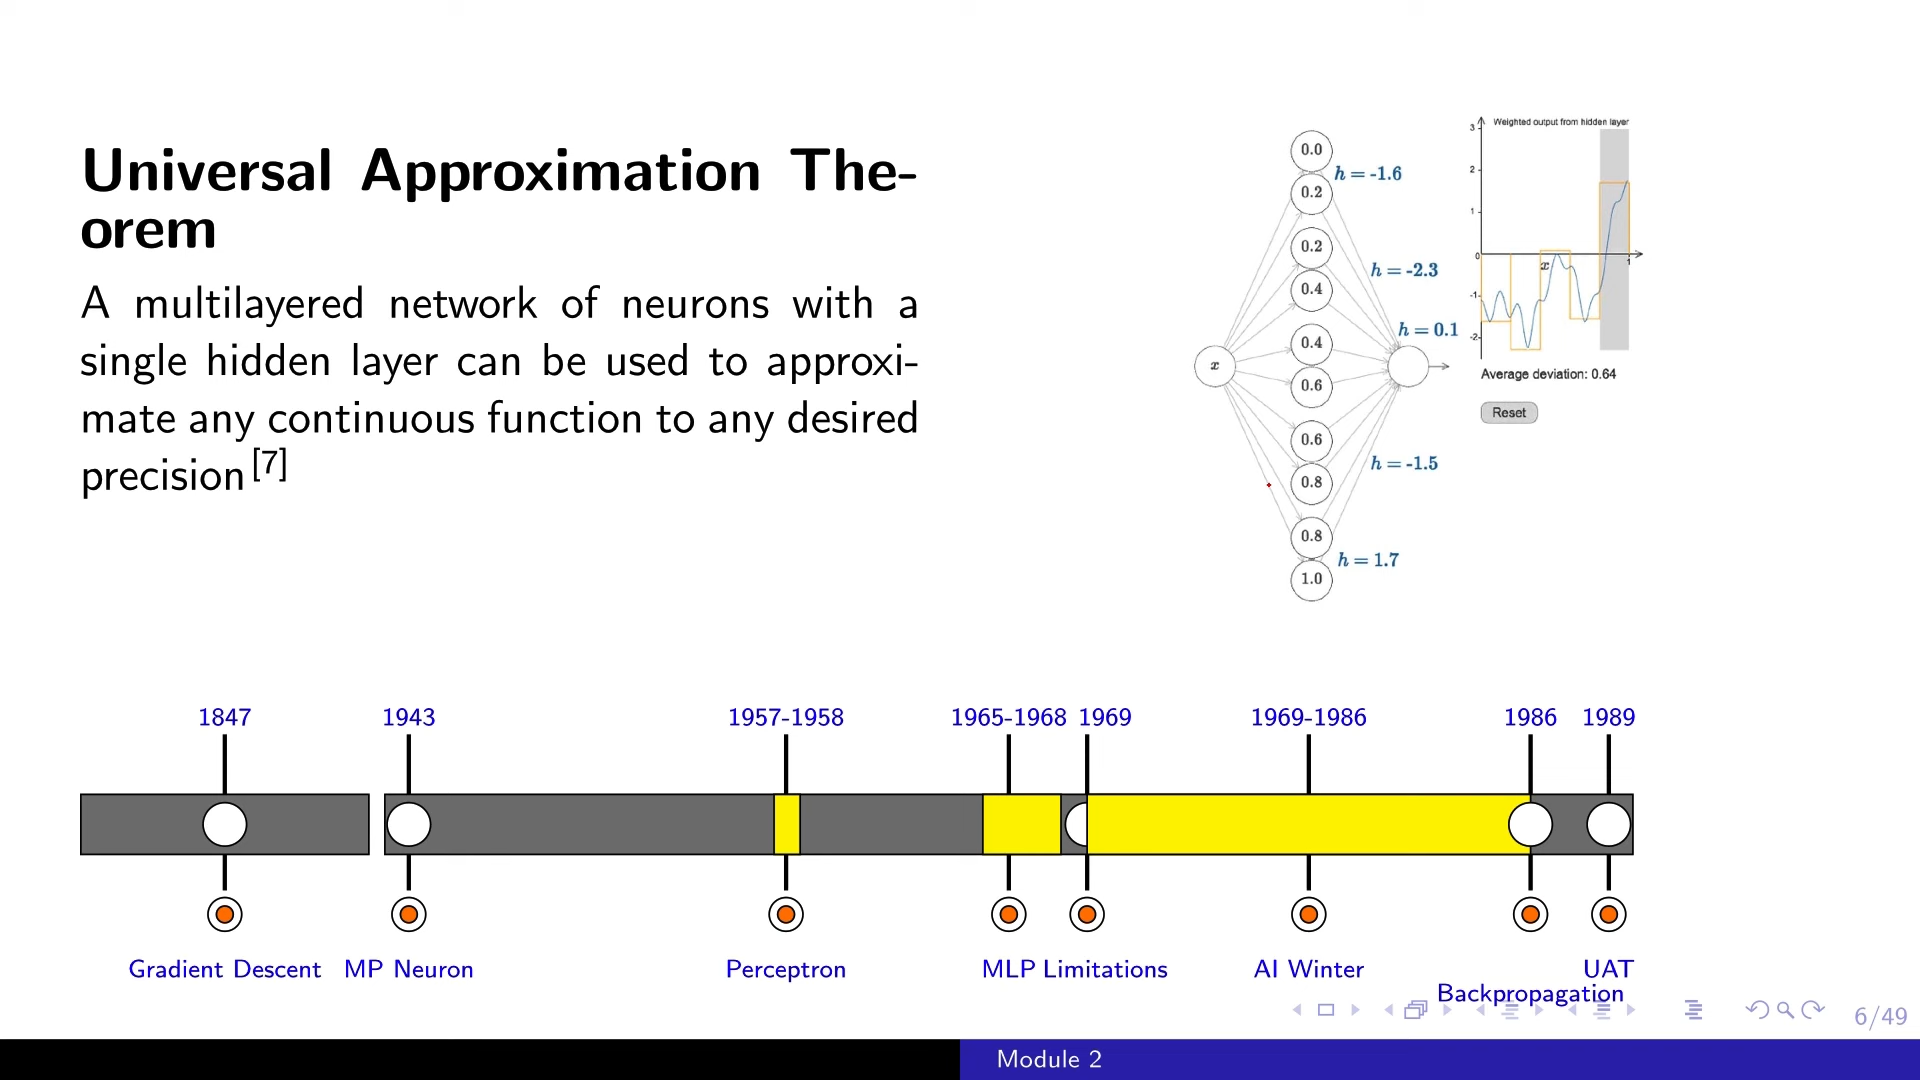 Universal Approximation The-
orem
A multilayered network of neurons with a
single hidden layer can be used to approxi-
mate any continuous function to any desired
precision[7]
0.0
h = -1.6
0.2
0.2
h = -2.3
0.4
h = 0.1
0.4
x
0.6
0.6
h = -1.5
0.8
0.8
h = 1.7
1.0
Weighted output from hidden layer
3
2
1
0
x
1
-1
-2
Average deviation: 0.64
Reset
1847 1943 1957-1958 1965-1968 1969 1969-1986 1986 1989
Gradient Descent MP Neuron Perceptron MLP Limitations AI Winter UAT
Backpropagation
6/49
Module 2